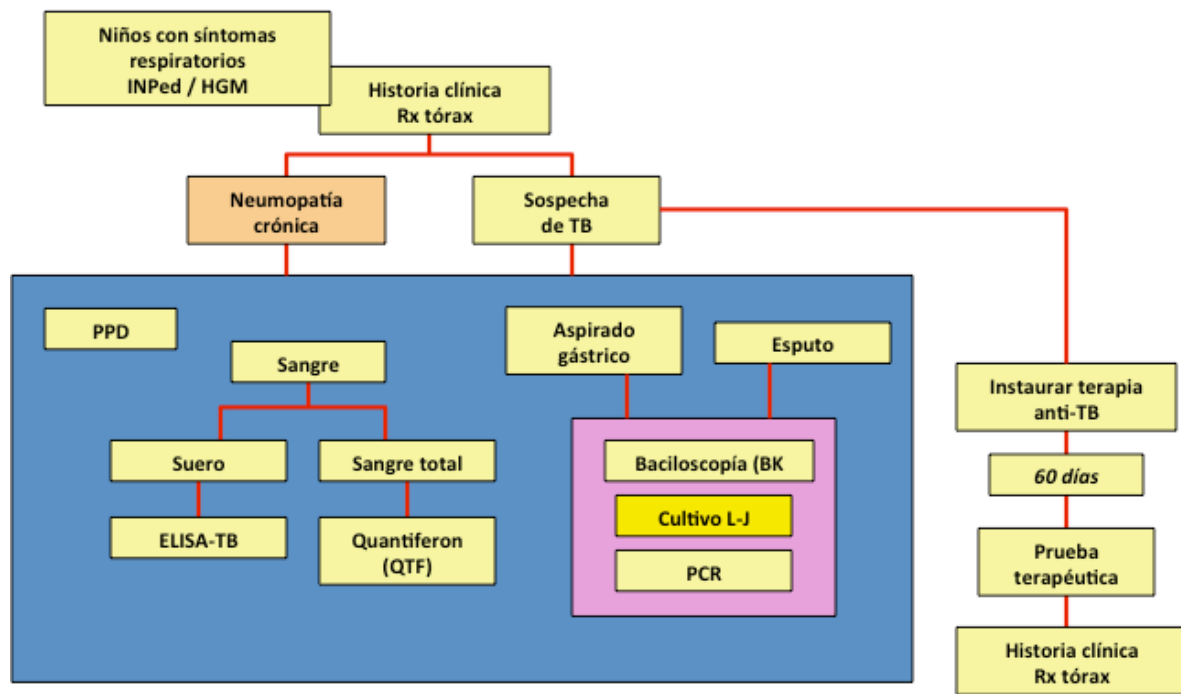 Niños con síntomas
respiratorios
INPed / HGM
Historia clínica
Rx tórax
Neumopatía
crónica
Sospecha
de TB
PPD
Sangre
Aspirado
gástrico
Esputo
Suero
Sangre total
ELISA-TB
Quantiferon
(QTF)
Baciloscopía (BK
Cultivo L-J
PCR
Instaurar terapia
anti-TB
60 días
Prueba
terapéutica
Historia clínica
Rx tórax